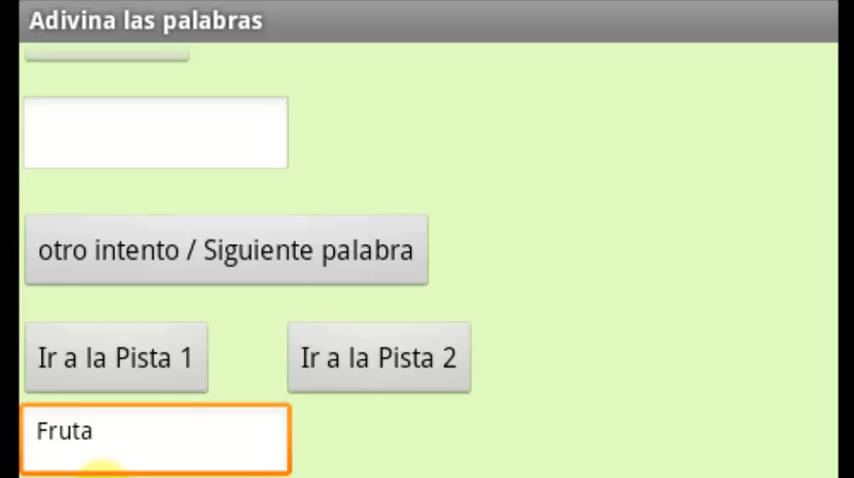 Adivina las palabras
otro intento / Siguiente palabra
Ir a la Pista 1
Ir a la Pista 2
Fruta